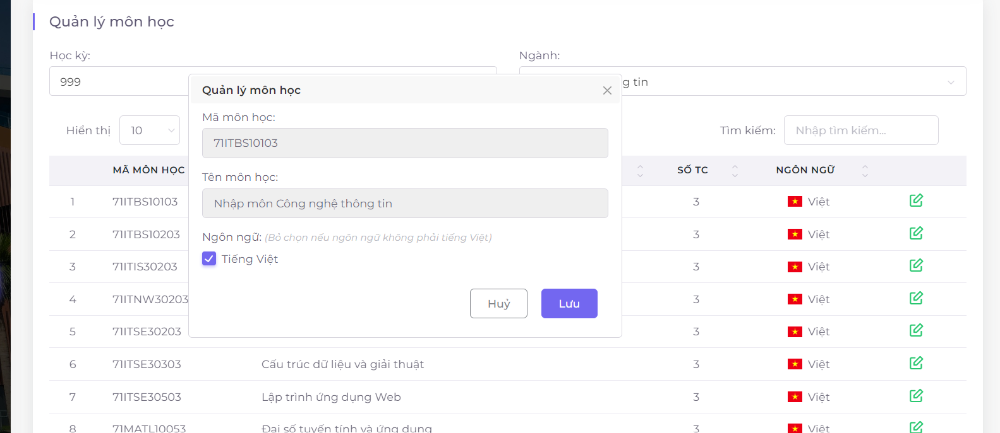 Quản lý môn học
Học kỳ:
Ngành:
999
g tin
Quản lý môn học
Mã môn học:
71ITBS10103
Tên môn học:
Nhập môn Công nghệ thông tin
Ngôn ngữ: (Bỏ chọn nếu ngôn ngữ không phải tiếng Việt)
Tiếng Việt
Huỷ
Lưu
Hiển thị 10
Tìm kiếm: Nhập tìm kiếm...
MÃ MÔN HỌC SỐ TC NGÔN NGỮ
1 71ITBS10103 3 Việt
2 71ITBS10203 3 Việt
3 71ITIS30203 3 Việt
4 71ITNW30203 3 Việt
5 71ITSE30203 3 Việt
6 71ITSE30303 Cấu trúc dữ liệu và giải thuật 3 Việt
7 71ITSE30503 Lập trình ứng dụng Web 3 Việt
8 71MATL10053 Đại số tuyến tính và ứng dụng 3 Việt